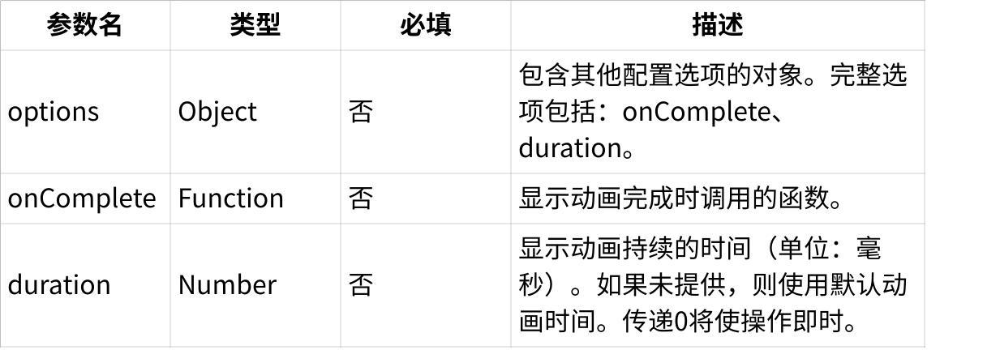 参数名 类型 必填 描述
options Object 否 包含其他配置选项的对象。完整选
项包括：onComplete、
duration。
onComplete Function 否 显示动画完成时调用的函数。
duration Number 否 显示动画持续的时间（单位：毫
秒）。如果未提供，则使用默认动
画时间。传递0将使操作即时。